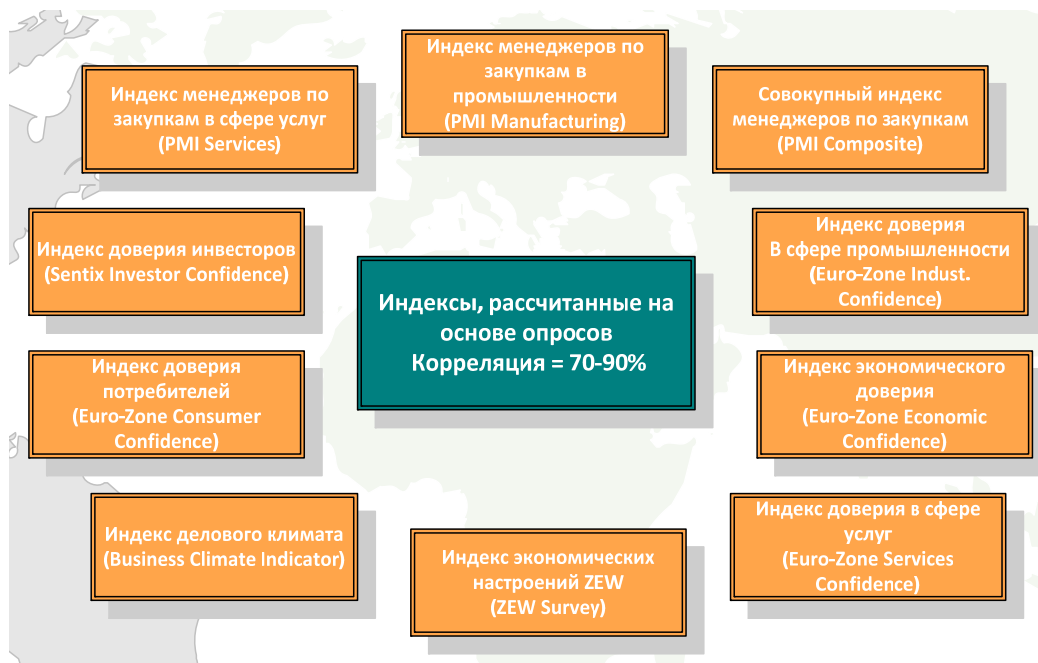 Индекс менеджеров по
закупкам в
промышленности
(PMI Manufacturing)
Индекс менеджеров по
закупкам в сфере услуг
(PMI Services)
Совокупный индекс
менеджеров по закупкам
(PMI Composite)
Индекс доверия инвесторов
(Sentix Investor Confidence)
Индекс доверия
В сфере промышленности
(Euro-Zone Indust.
Confidence)
Индексы, рассчитанные на
основе опросов
Корреляция = 70-90%
Индекс доверия
потребителей
(Euro-Zone Consumer
Confidence)
Индекс экономического
доверия
(Euro-Zone Economic
Confidence)
Индекс делового климата
(Business Climate Indicator)
Индекс экономических
настроений ZEW
(ZEW Survey)
Индекс доверия в сфере
услуг
(Euro-Zone Services
Confidence)